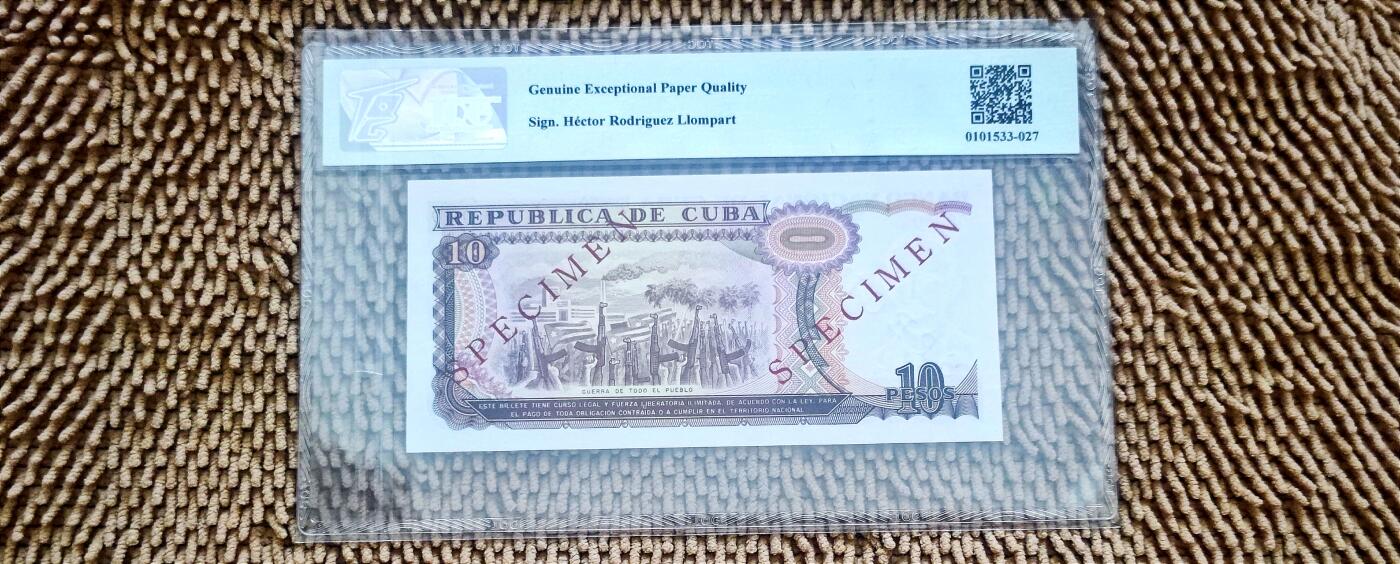 Genuine Exceptional Paper Quality
Sign. Héctor Rodriguez Llompart
0101533-027
REPUBLICA DE CUBA
10
SPECIMEN
SPECIMEN
GUERRA DE TODO EL PUEBLO
10
PESOS
ESTE BILLETE TIENE CURSO LEGAL Y FUERZA LIBERATORIA ILIMITADA, DE ACUERDO CON LA LEY, PARA
EL PAGO DE TODA OBLIGACION CONTRAIDA O A CUMPLIR EN EL TERRITORIO NACIONAL